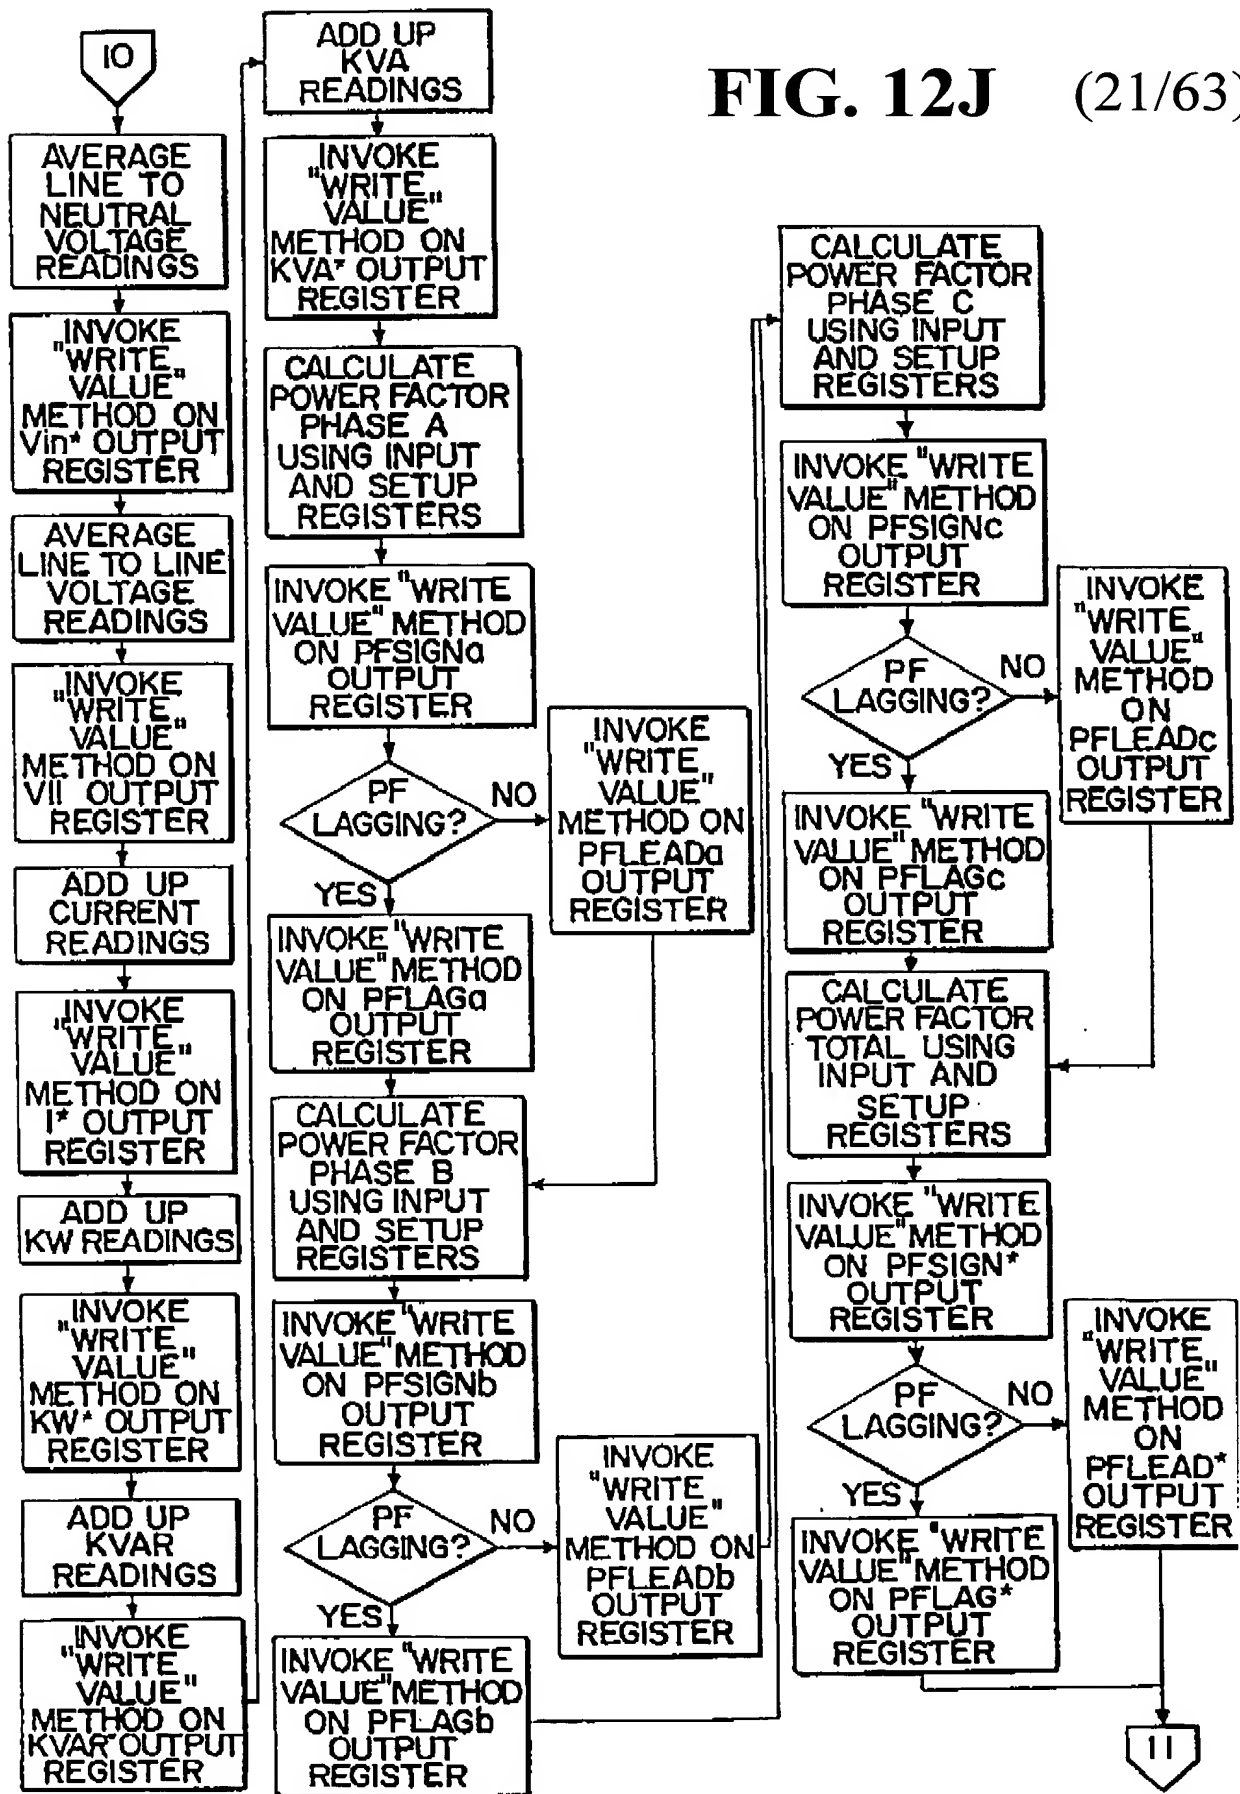 FIG. 12J (21/63)
10
AVERAGE
LINE TO
NEUTRAL
VOLTAGE
READINGS
INVOKE
"WRITE
VALUE"
METHOD ON
Vin* OUTPUT
REGISTER
AVERAGE
LINE TO LINE
VOLTAGE
READINGS
INVOKE
"WRITE
VALUE"
METHOD ON
VII OUTPUT
REGISTER
ADD UP
CURRENT
READINGS
INVOKE
"WRITE
VALUE"
METHOD ON
I* OUTPUT
REGISTER
ADD UP
KW READINGS
INVOKE
"WRITE
VALUE"
METHOD ON
KW* OUTPUT
REGISTER
ADD UP
KVAR
READINGS
INVOKE
"WRITE
VALUE"
METHOD ON
KVAR* OUTPUT
REGISTER
ADD UP
KVA
READINGS
INVOKE
"WRITE
VALUE"
METHOD ON
KVA* OUTPUT
REGISTER
CALCULATE
POWER FACTOR
PHASE A
USING INPUT
AND SETUP
REGISTERS
INVOKE "WRITE
VALUE" METHOD
ON PFSIGNa
OUTPUT
REGISTER
PF
LAGGING?
NO
YES
INVOKE
"WRITE
VALUE"
METHOD ON
PFLEADa
OUTPUT
REGISTER
INVOKE "WRITE
VALUE" METHOD
ON PFLAGa
OUTPUT
REGISTER
CALCULATE
POWER FACTOR
PHASE B
USING INPUT
AND SETUP
REGISTERS
INVOKE "WRITE
VALUE" METHOD
ON PFSIGNb
OUTPUT
REGISTER
PF
LAGGING?
NO
YES
INVOKE
"WRITE
VALUE"
METHOD ON
PFLEADb
OUTPUT
REGISTER
INVOKE "WRITE
VALUE" METHOD
ON PFLAGb
OUTPUT
REGISTER
CALCULATE
POWER FACTOR
PHASE C
USING INPUT
AND SETUP
REGISTERS
INVOKE "WRITE
VALUE" METHOD
ON PFSIGNc
OUTPUT
REGISTER
PF
LAGGING?
NO
YES
INVOKE
"WRITE
VALUE"
METHOD
ON
PFLEADc
OUTPUT
REGISTER
INVOKE "WRITE
VALUE" METHOD
ON PFLAGc
OUTPUT
REGISTER
CALCULATE
POWER FACTOR
TOTAL USING
INPUT AND
SETUP
REGISTERS
INVOKE "WRITE
VALUE" METHOD
ON PFSIGN*
OUTPUT
REGISTER
PF
LAGGING?
NO
YES
INVOKE
"WRITE
VALUE"
METHOD
ON
PFLEAD*
OUTPUT
REGISTER
INVOKE "WRITE
VALUE" METHOD
ON PFLAG*
OUTPUT
REGISTER
11